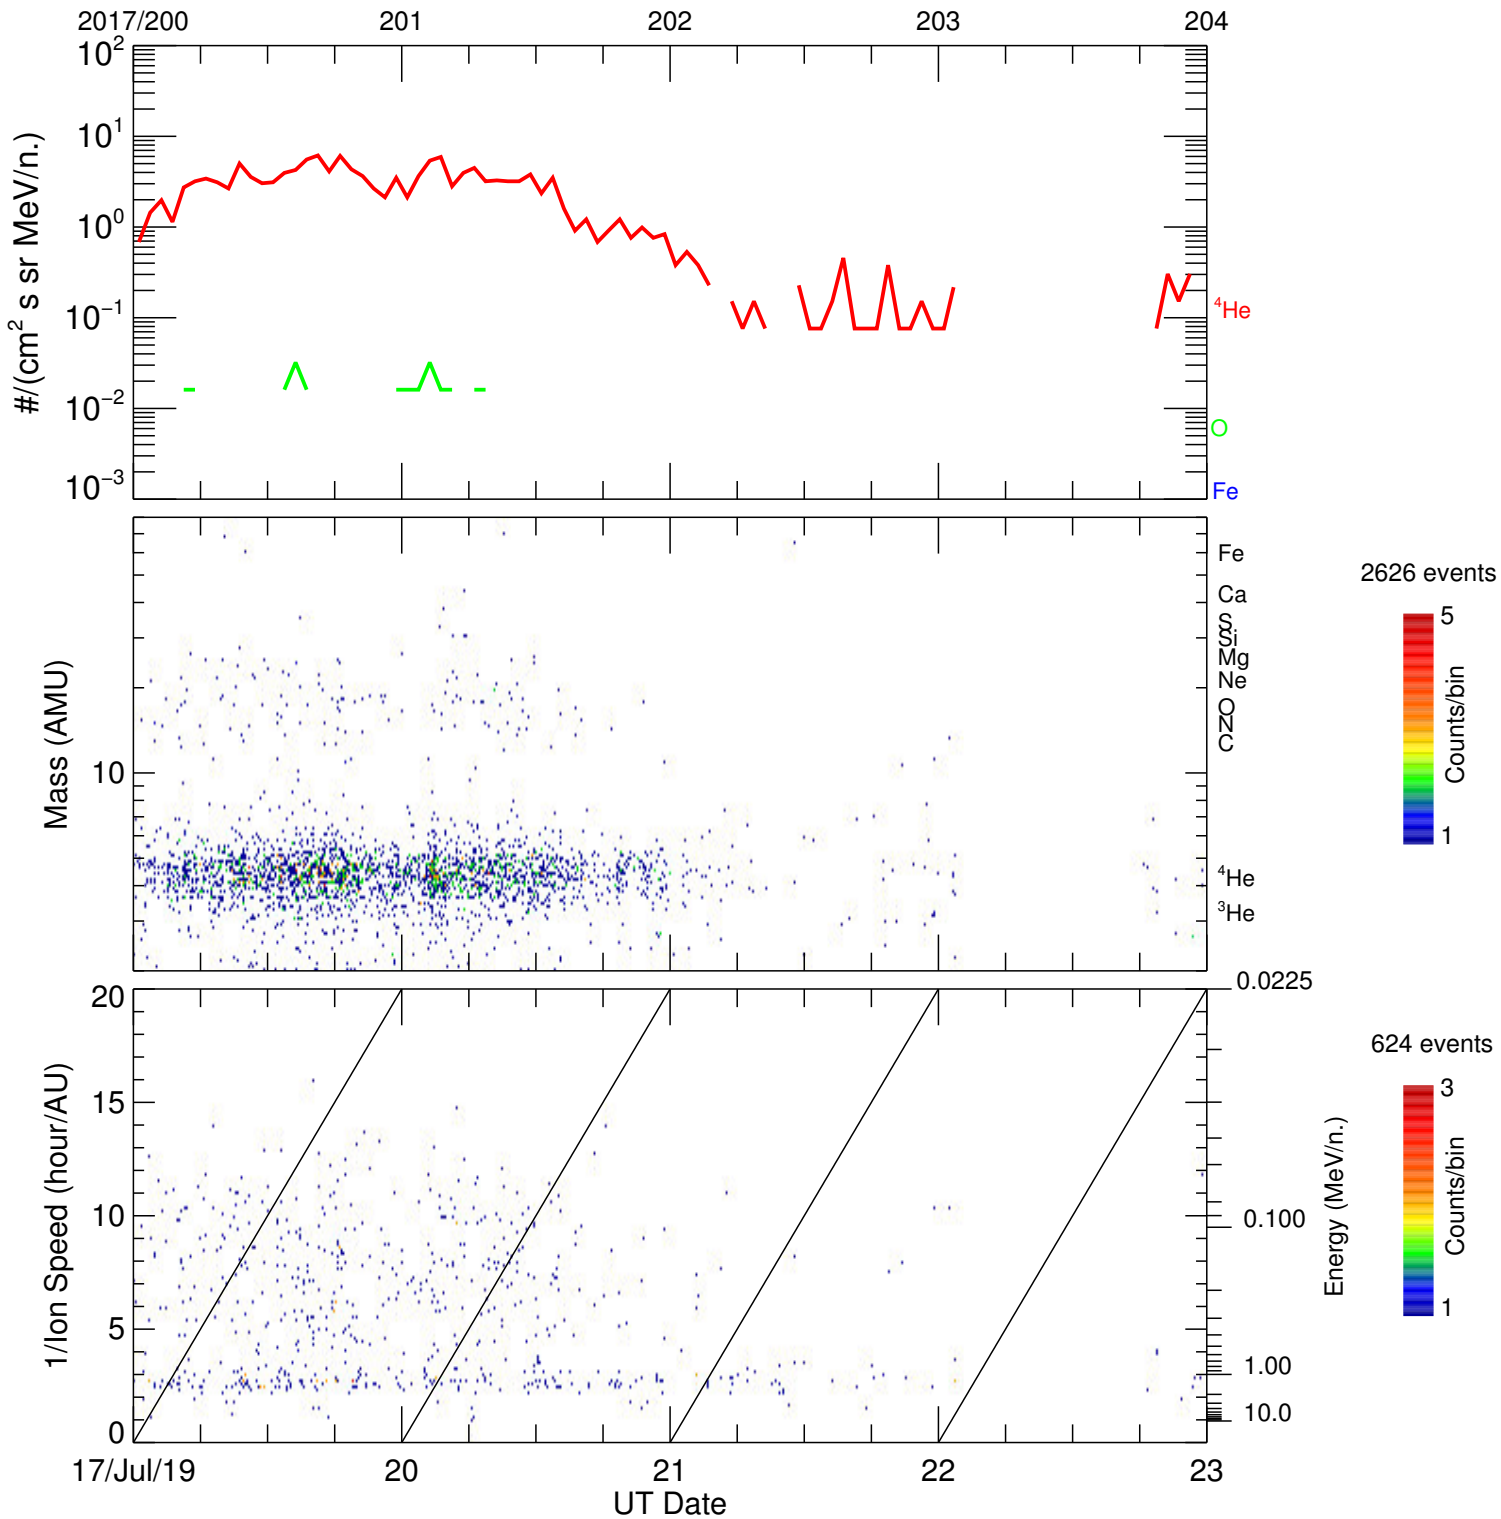 2017/200 201 202 203 204
10^2
10^1
10^0
10^-1
10^-2
10^-3
#/(cm^2 s sr MeV/n.)
^4He
O
Fe
Mass (AMU)
10
Fe
Ca
S
Si
Mg
Ne
O
N
C
^4He
^3He
2626 events
5
Counts/bin
1
20
15
10
5
0
1/Ion Speed (hour/AU)
0.0225
0.100
1.00
10.0
Energy (MeV/n.)
624 events
3
Counts/bin
1
17/Jul/19 20 21 22 23
UT Date